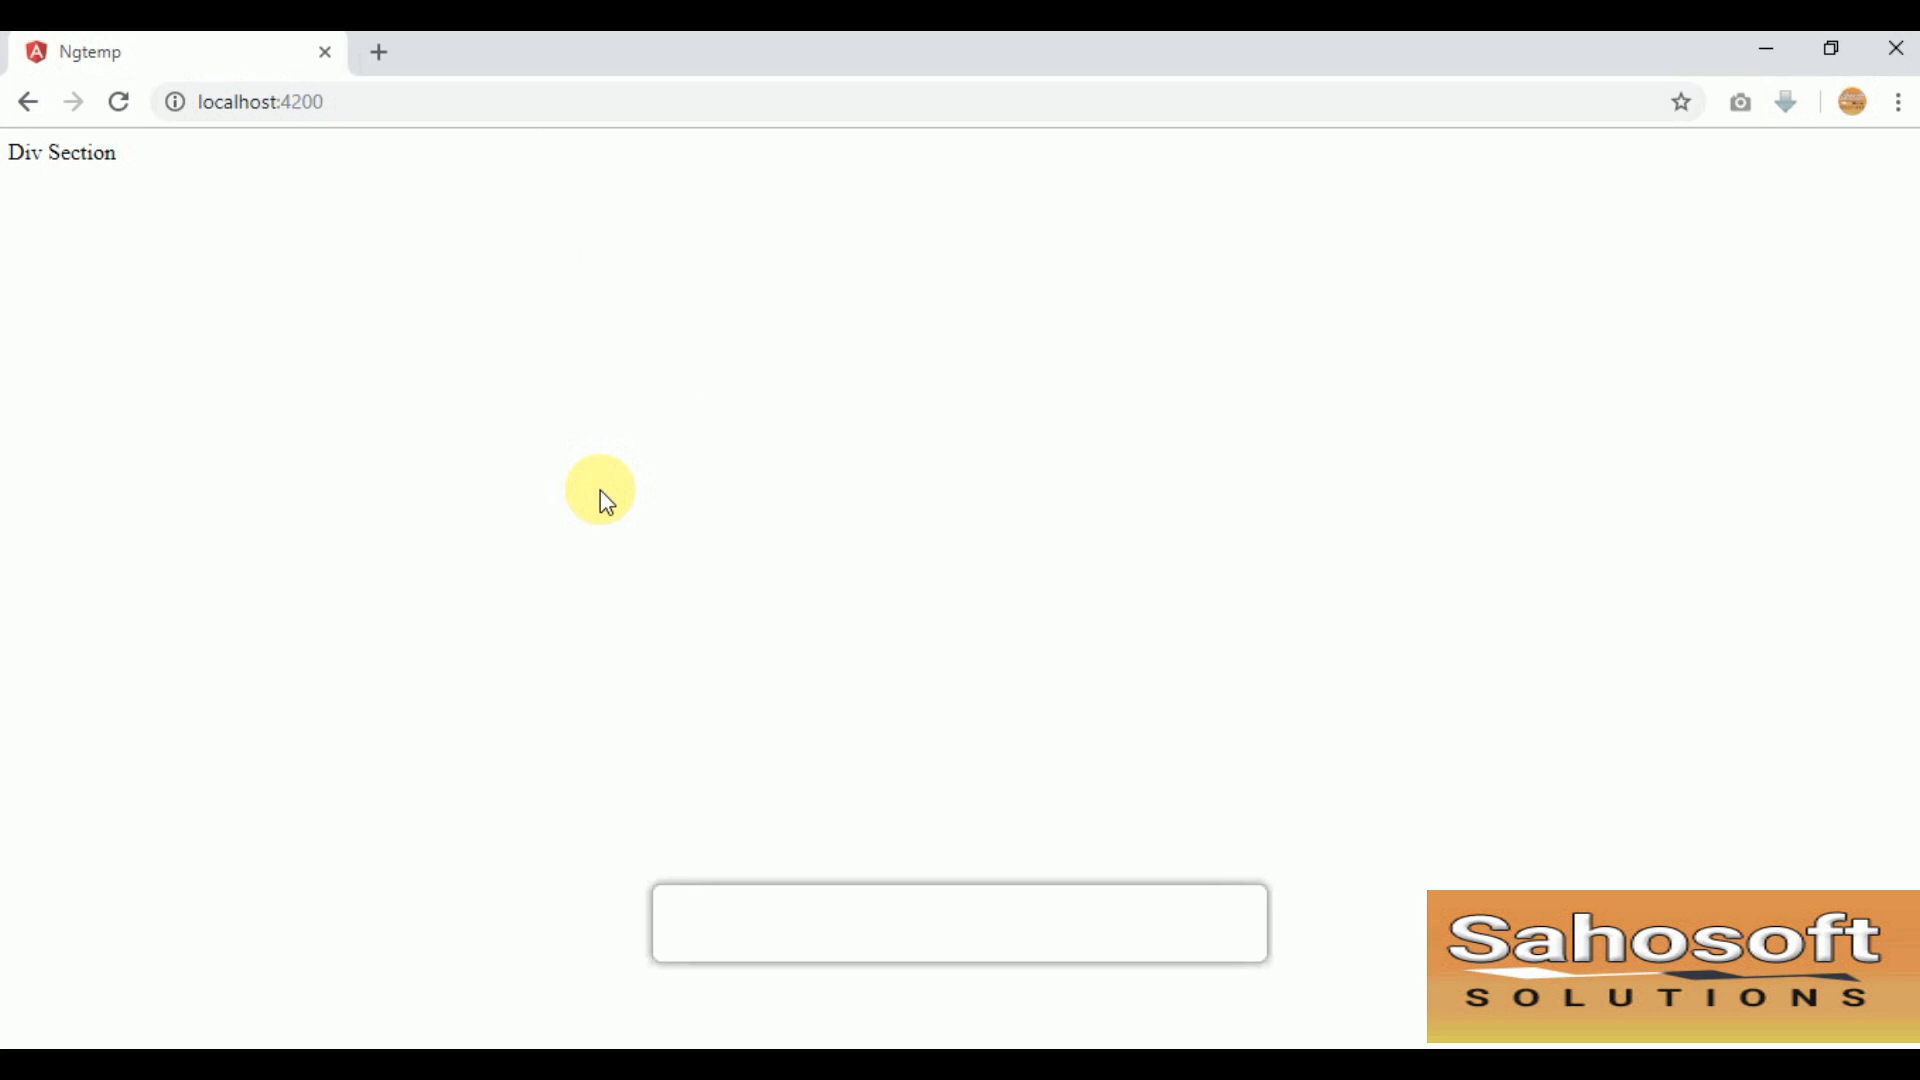 Ngtemp
localhost:4200
Div Section
Sahosoft
SOLUTIONS